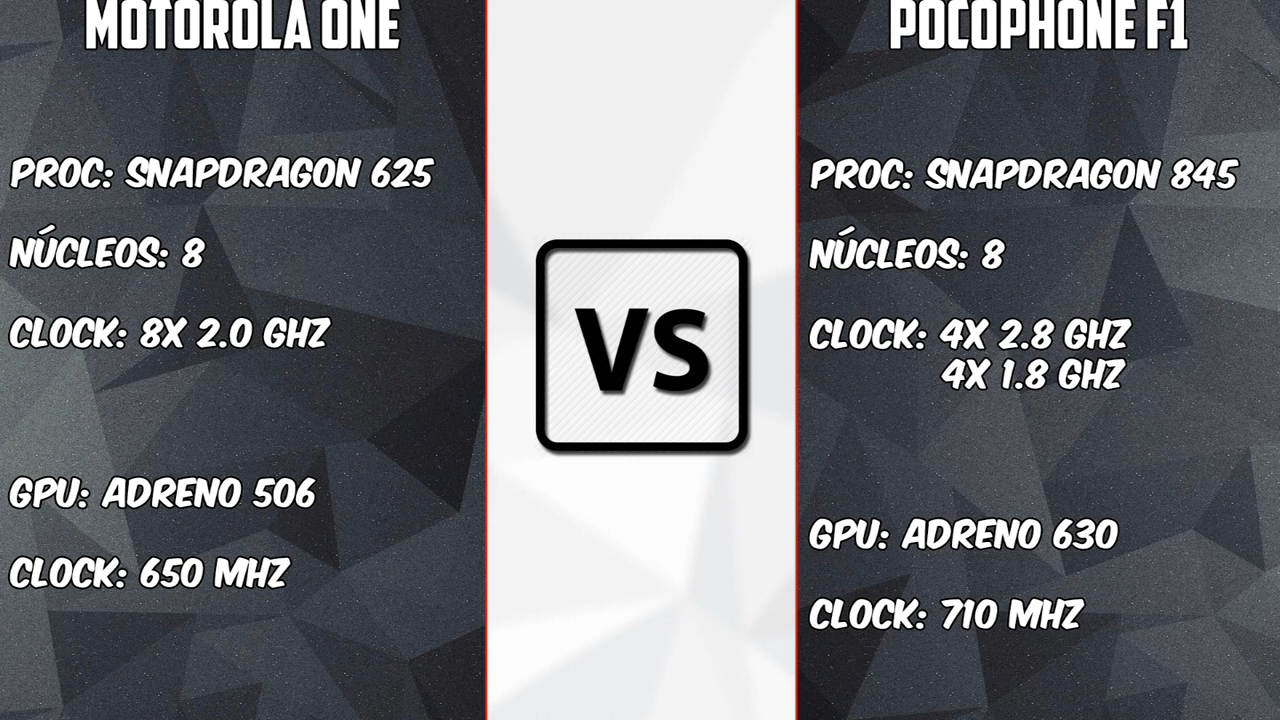 MOTOROLA ONE
PROC: SNAPDRAGON 625
NÚCLEOS: 8
CLOCK: 8X 2.0 GHZ
GPU: ADRENO 506
CLOCK: 650 MHZ
VS
POCOPHONE F1
PROC: SNAPDRAGON 845
NÚCLEOS: 8
CLOCK: 4X 2.8 GHZ
4X 1.8 GHZ
GPU: ADRENO 630
CLOCK: 710 MHZ